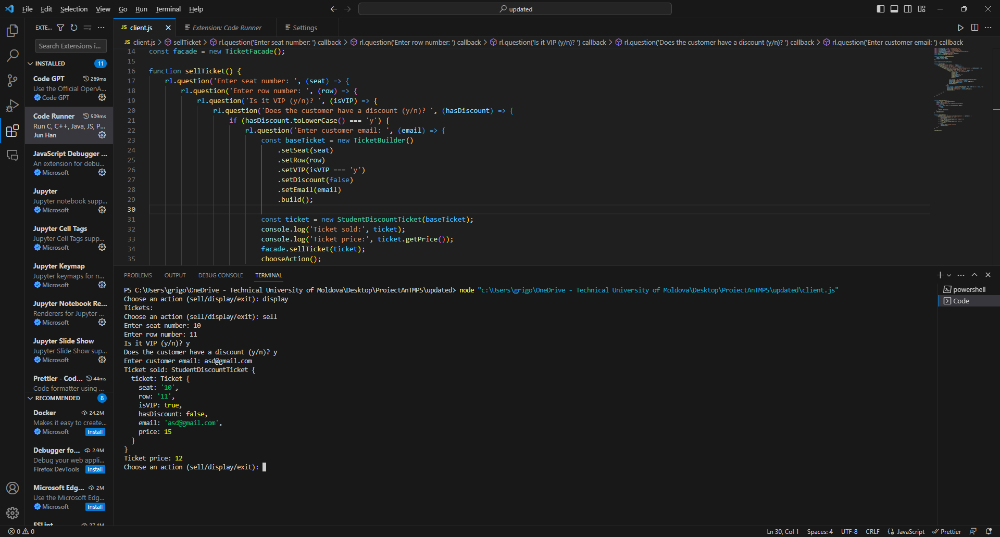 File Edit Selection View Go Run Terminal Help
updated
EXTE...
Search Extensions i...
INSTALLED 11
Code GPT 269ms
Use the Official OpenA...
Code GPT
Code Runner 509ms
Run C, C++, Java, JS, P...
Jun Han
JavaScript Debugger ...
An extension for debu...
Microsoft
Jupyter
Jupyter notebook supp...
Microsoft
Jupyter Cell Tags
Jupyter Cell Tags supp...
Microsoft
Jupyter Keymap
Jupyter keymaps for n...
Microsoft
Jupyter Notebook Re...
Renderers for Jupyter ...
Microsoft
Jupyter Slide Show
Jupyter Slide Show sup...
Microsoft
Prettier - Cod... 44ms
Code formatter using ...
RECOMMENDED 8
Docker 24.2M
Makes it easy to create...
Microsoft Install
Debugger fo... 2.9M
Debug your web appli...
Firefox DevTools Install
Microsoft Edg... 2M
Use the Microsoft Edg...
Microsoft Install
ESLint 27.4M
JS client.js Extension: Code Runner Settings
JS client.js > sellTicket > rl.question('Enter seat number: ') callback > rl.question('Enter row number: ') callback > rl.question('Is it VIP (y/n)? ') callback > rl.question('Does the customer have a discount (y/n)? ') callback > rl.question('Enter customer email: ') callback
14 const facade = new TicketFacade();
15
16 function sellTicket() {
17 rl.question('Enter seat number: ', (seat) => {
18 rl.question('Enter row number: ', (row) => {
19 rl.question('Is it VIP (y/n)? ', (isVIP) => {
20 rl.question('Does the customer have a discount (y/n)? ', (hasDiscount) => {
21 if (hasDiscount.toLowerCase() === 'y') {
22 rl.question('Enter customer email: ', (email) => {
23 const baseTicket = new TicketBuilder()
24 .setSeat(seat)
25 .setRow(row)
26 .setVIP(isVIP === 'y')
27 .setDiscount(false)
28 .setEmail(email)
29 .build();
30
31 const ticket = new StudentDiscountTicket(baseTicket);
32 console.log('Ticket sold:', ticket);
33 console.log('Ticket price:', ticket.getPrice());
34 facade.sellTicket(ticket);
35 chooseAction();
PROBLEMS OUTPUT DEBUG CONSOLE TERMINAL
PS C:\Users\grigo\OneDrive - Technical University of Moldova\Desktop\ProiectAnTMPS\updated> node "c:\Users\grigo\OneDrive - Technical University of Moldova\Desktop\ProiectAnTMPS\updated\client.js"
Choose an action (sell/display/exit): display
Tickets:
Choose an action (sell/display/exit): sell
Enter seat number: 10
Enter row number: 11
Is it VIP (y/n)? y
Does the customer have a discount (y/n)? y
Enter customer email: asd@gmail.com
Ticket sold: StudentDiscountTicket {
ticket: Ticket {
seat: '10',
row: '11',
isVIP: true,
hasDiscount: false,
email: 'asd@gmail.com',
price: 15
}
}
Ticket price: 12
Choose an action (sell/display/exit):
powershell
Code
0 0
Ln 30, Col 1 Spaces: 4 UTF-8 CRLF {} JavaScript Prettier